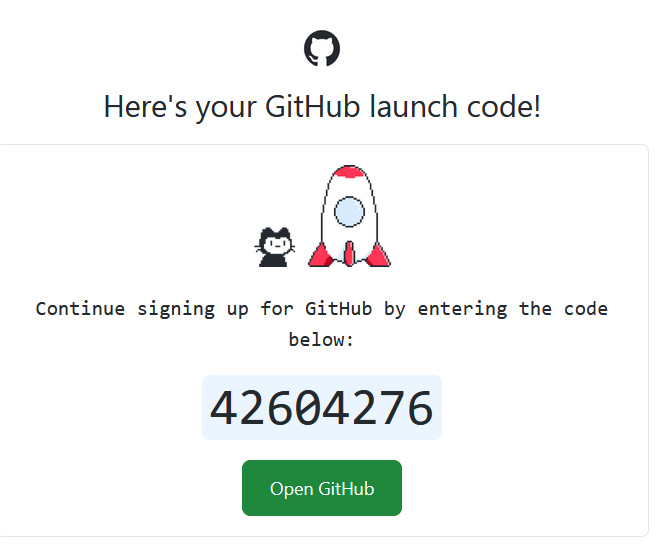 Here's your GitHub launch code!
Continue signing up for GitHub by entering the code
below:
42604276
Open GitHub